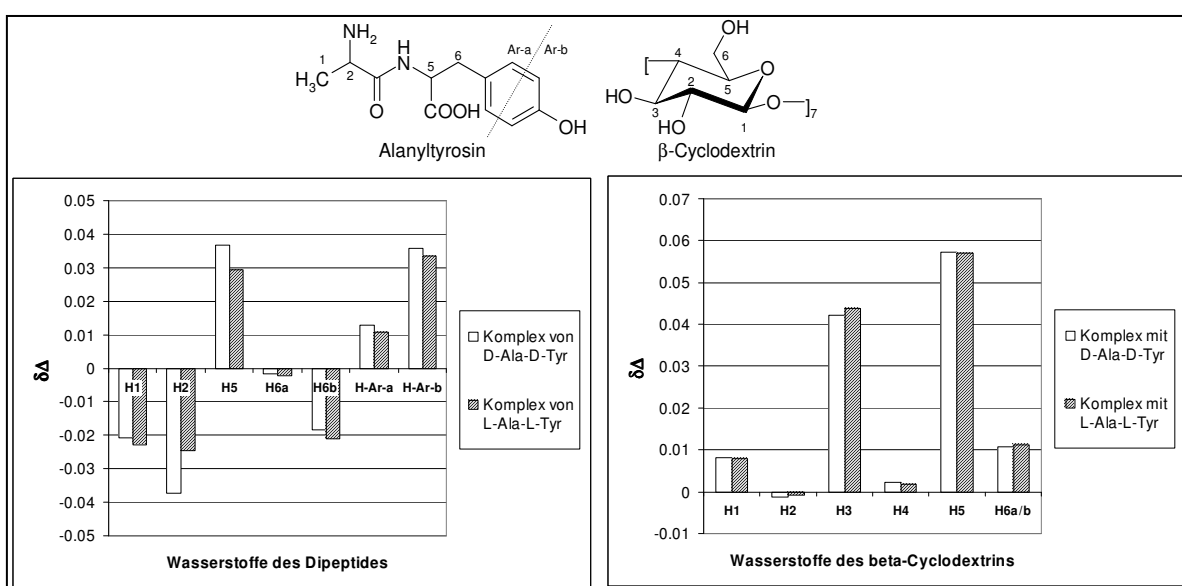 NH2
1
2
H3C
O
H
N
5
6
COOH
Ar-a
Ar-b
OH
Alanyltyrosin
OH
6
4
[
O
5
HO
2
3
HO
1
O
]7
β-Cyclodextrin
0.05
0.04
0.03
0.02
0.01
0
-0.01
-0.02
-0.03
-0.04
-0.05
δΔ
H1 H2 H5 H6a H6b H-Ar-a H-Ar-b
Wasserstoffe des Dipeptides
Komplex von
D-Ala-D-Tyr
Komplex von
L-Ala-L-Tyr
0.07
0.06
0.05
0.04
0.03
0.02
0.01
0
-0.01
δΔ
H1 H2 H3 H4 H5 H6a/b
Wasserstoffe des beta-Cyclodextrins
Komplex mit
D-Ala-D-Tyr
Komplex mit
L-Ala-L-Tyr